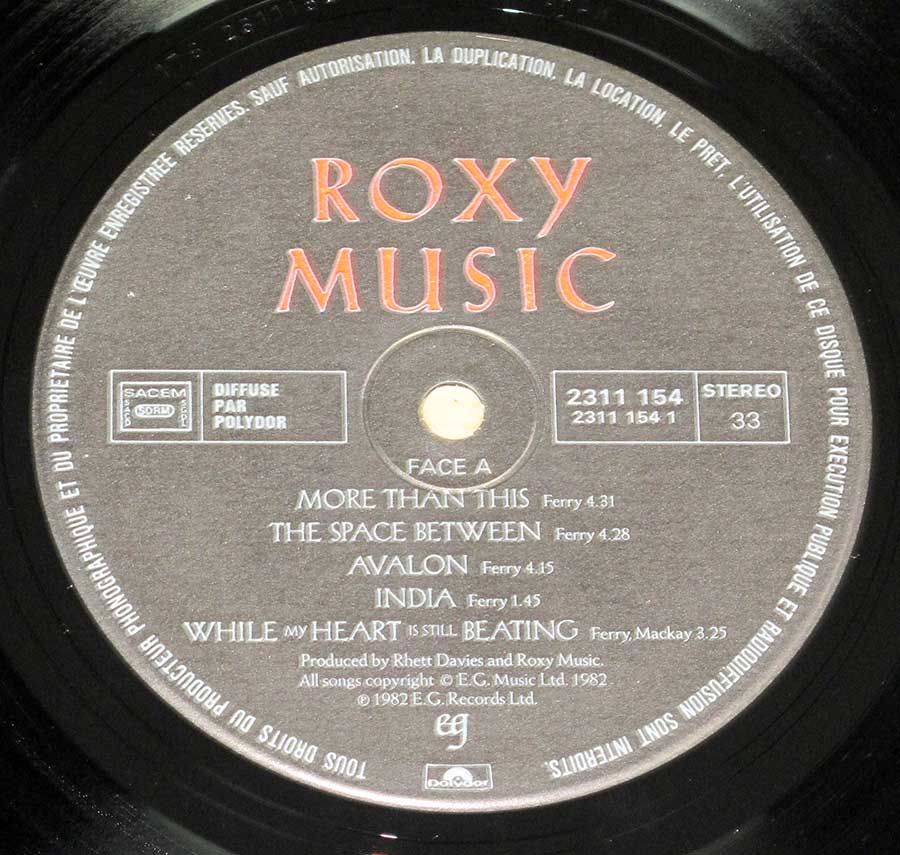 TOUS DROITS DU PRODUCTEUR PHONOGRAPHIQUE ET DU PROPRIETAIRE DE L'ŒUVRE ENREGISTREE RESERVES. SAUF AUTORISATION, LA DUPLICATION, LA LOCATION, LE PRET, L'UTILISATION DE CE DISQUE POUR EXECUTION PUBLIQUE ET RADIODIFFUSION SONT INTERDITS.
ROXY
MUSIC
SACEM
SACD SDRM SGDL
DIFFUSE
PAR
POLYDOR
2311 154
2311 154 1
STEREO
33
FACE A
MORE THAN THIS Ferry 4.31
THE SPACE BETWEEN Ferry 4.28
AVALON Ferry 4.15
INDIA Ferry 1.45
WHILE MY HEART IS STILL BEATING Ferry, Mackay 3.25
Produced by Rhett Davies and Roxy Music.
All songs copyright © E.G. Music Ltd. 1982
℗ 1982 E.G. Records Ltd.
eg
Polydor